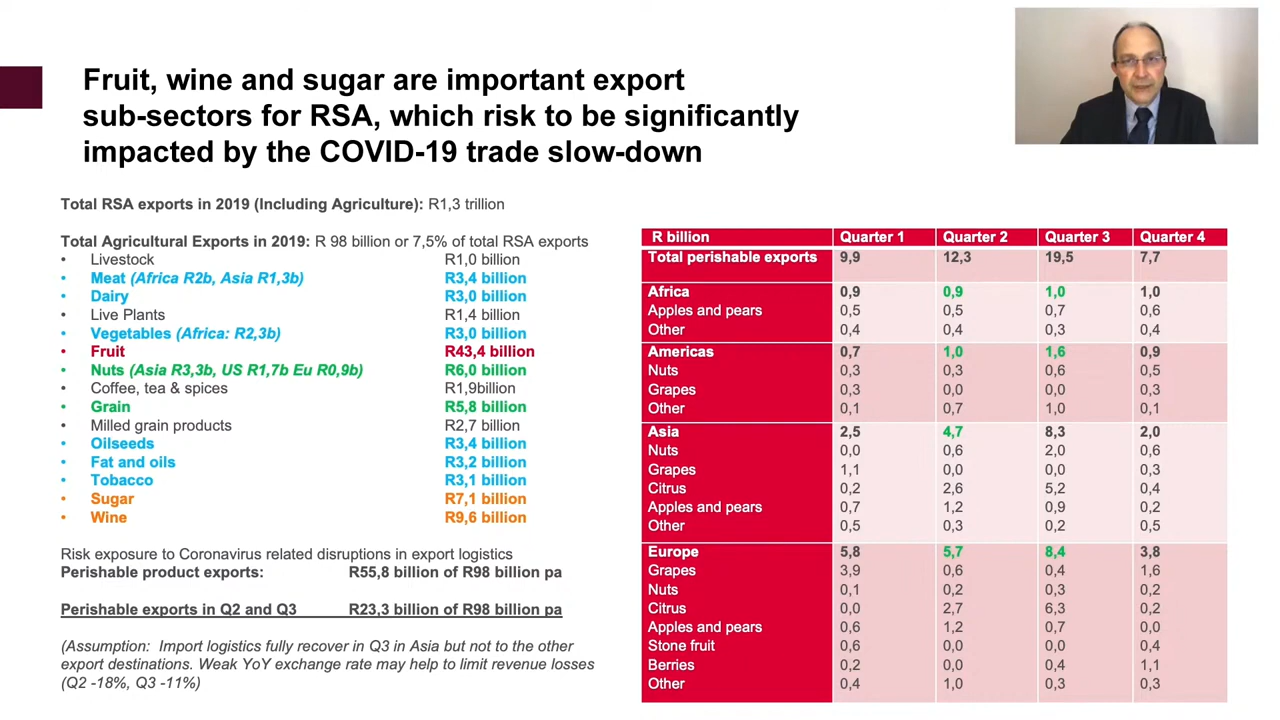 Fruit, wine and sugar are important export
sub-sectors for RSA, which risk to be significantly
impacted by the COVID-19 trade slow-down
Total RSA exports in 2019 (Including Agriculture): R1,3 trillion
Total Agricultural Exports in 2019: R 98 billion or 7,5% of total RSA exports
• Livestock R1,0 billion
• Meat (Africa R2b, Asia R1,3b) R3,4 billion
• Dairy R3,0 billion
• Live Plants R1,4 billion
• Vegetables (Africa: R2,3b) R3,0 billion
• Fruit R43,4 billion
• Nuts (Asia R3,3b, US R1,7b Eu R0,9b) R6,0 billion
• Coffee, tea & spices R1,9billion
• Grain R5,8 billion
• Milled grain products R2,7 billion
• Oilseeds R3,4 billion
• Fat and oils R3,2 billion
• Tobacco R3,1 billion
• Sugar R7,1 billion
• Wine R9,6 billion
Risk exposure to Coronavirus related disruptions in export logistics
Perishable product exports: R55,8 billion of R98 billion pa
Perishable exports in Q2 and Q3 R23,3 billion of R98 billion pa
(Assumption: Import logistics fully recover in Q3 in Asia but not to the other
export destinations. Weak YoY exchange rate may help to limit revenue losses
(Q2 -18%, Q3 -11%)
R billion Quarter 1 Quarter 2 Quarter 3 Quarter 4
Total perishable exports 9,9 12,3 19,5 7,7
Africa 0,9 0,9 1,0 1,0
Apples and pears 0,5 0,5 0,7 0,6
Other 0,4 0,4 0,3 0,4
Americas 0,7 1,0 1,6 0,9
Nuts 0,3 0,3 0,6 0,5
Grapes 0,3 0,0 0,0 0,3
Other 0,1 0,7 1,0 0,1
Asia 2,5 4,7 8,3 2,0
Nuts 0,0 0,6 2,0 0,6
Grapes 1,1 0,0 0,0 0,3
Citrus 0,2 2,6 5,2 0,4
Apples and pears 0,7 1,2 0,9 0,2
Other 0,5 0,3 0,2 0,5
Europe 5,8 5,7 8,4 3,8
Grapes 3,9 0,6 0,4 1,6
Nuts 0,1 0,2 0,3 0,2
Citrus 0,0 2,7 6,3 0,2
Apples and pears 0,6 1,2 0,7 0,0
Stone fruit 0,6 0,0 0,0 0,4
Berries 0,2 0,0 0,4 1,1
Other 0,4 1,0 0,3 0,3